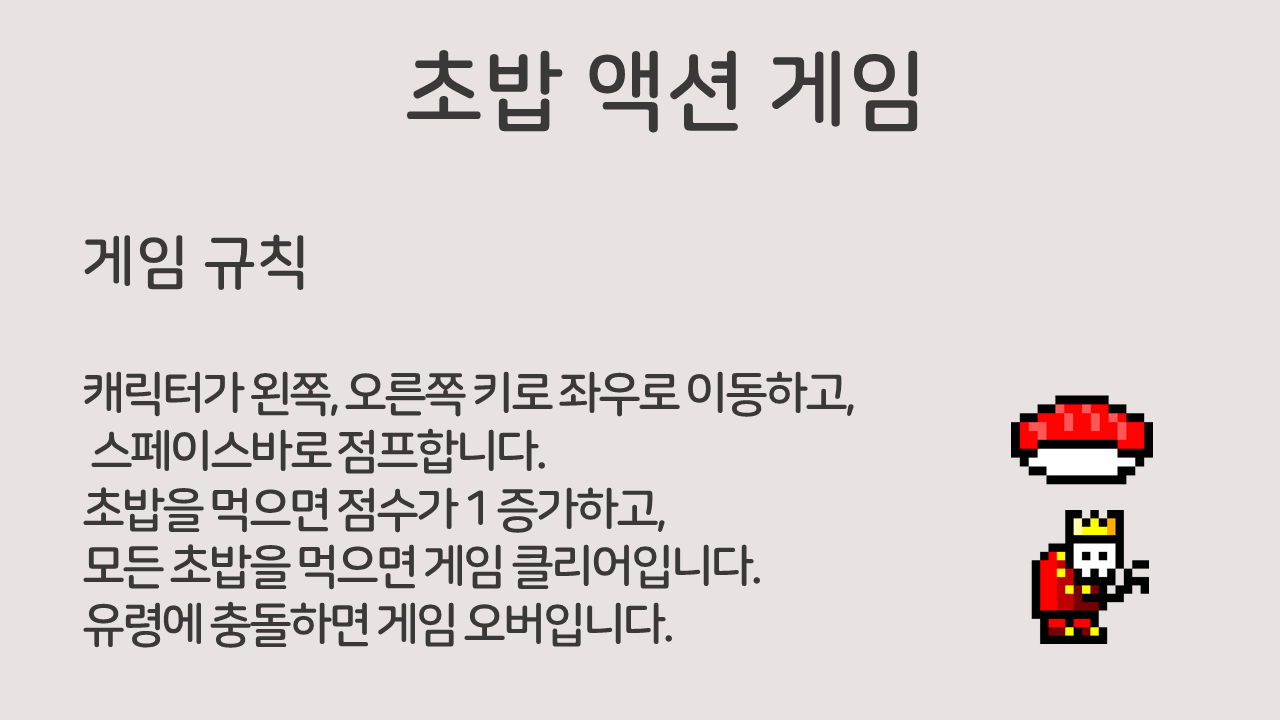 초밥 액션 게임
게임 규칙
캐릭터가 왼쪽, 오른쪽 키로 좌우로 이동하고,
스페이스바로 점프합니다.
초밥을 먹으면 점수가 1 증가하고,
모든 초밥을 먹으면 게임 클리어입니다.
유령에 충돌하면 게임 오버입니다.